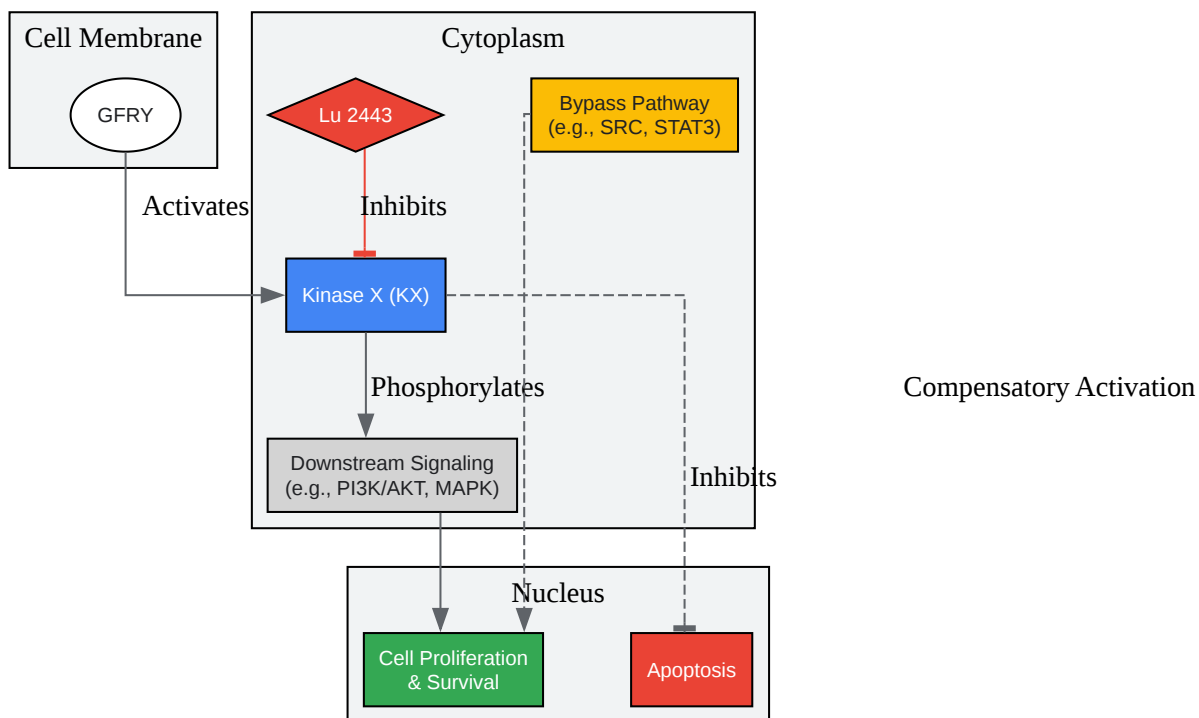 Cell Membrane
Cytoplasm
GFRY
Lu 2443
Bypass Pathway
(e.g., SRC, STAT3)
Activates
Inhibits
Kinase X (KX)
Phosphorylates
Compensatory Activation
Downstream Signaling
(e.g., PI3K/AKT, MAPK)
Inhibits
Nucleus
Cell Proliferation
& Survival
Apoptosis